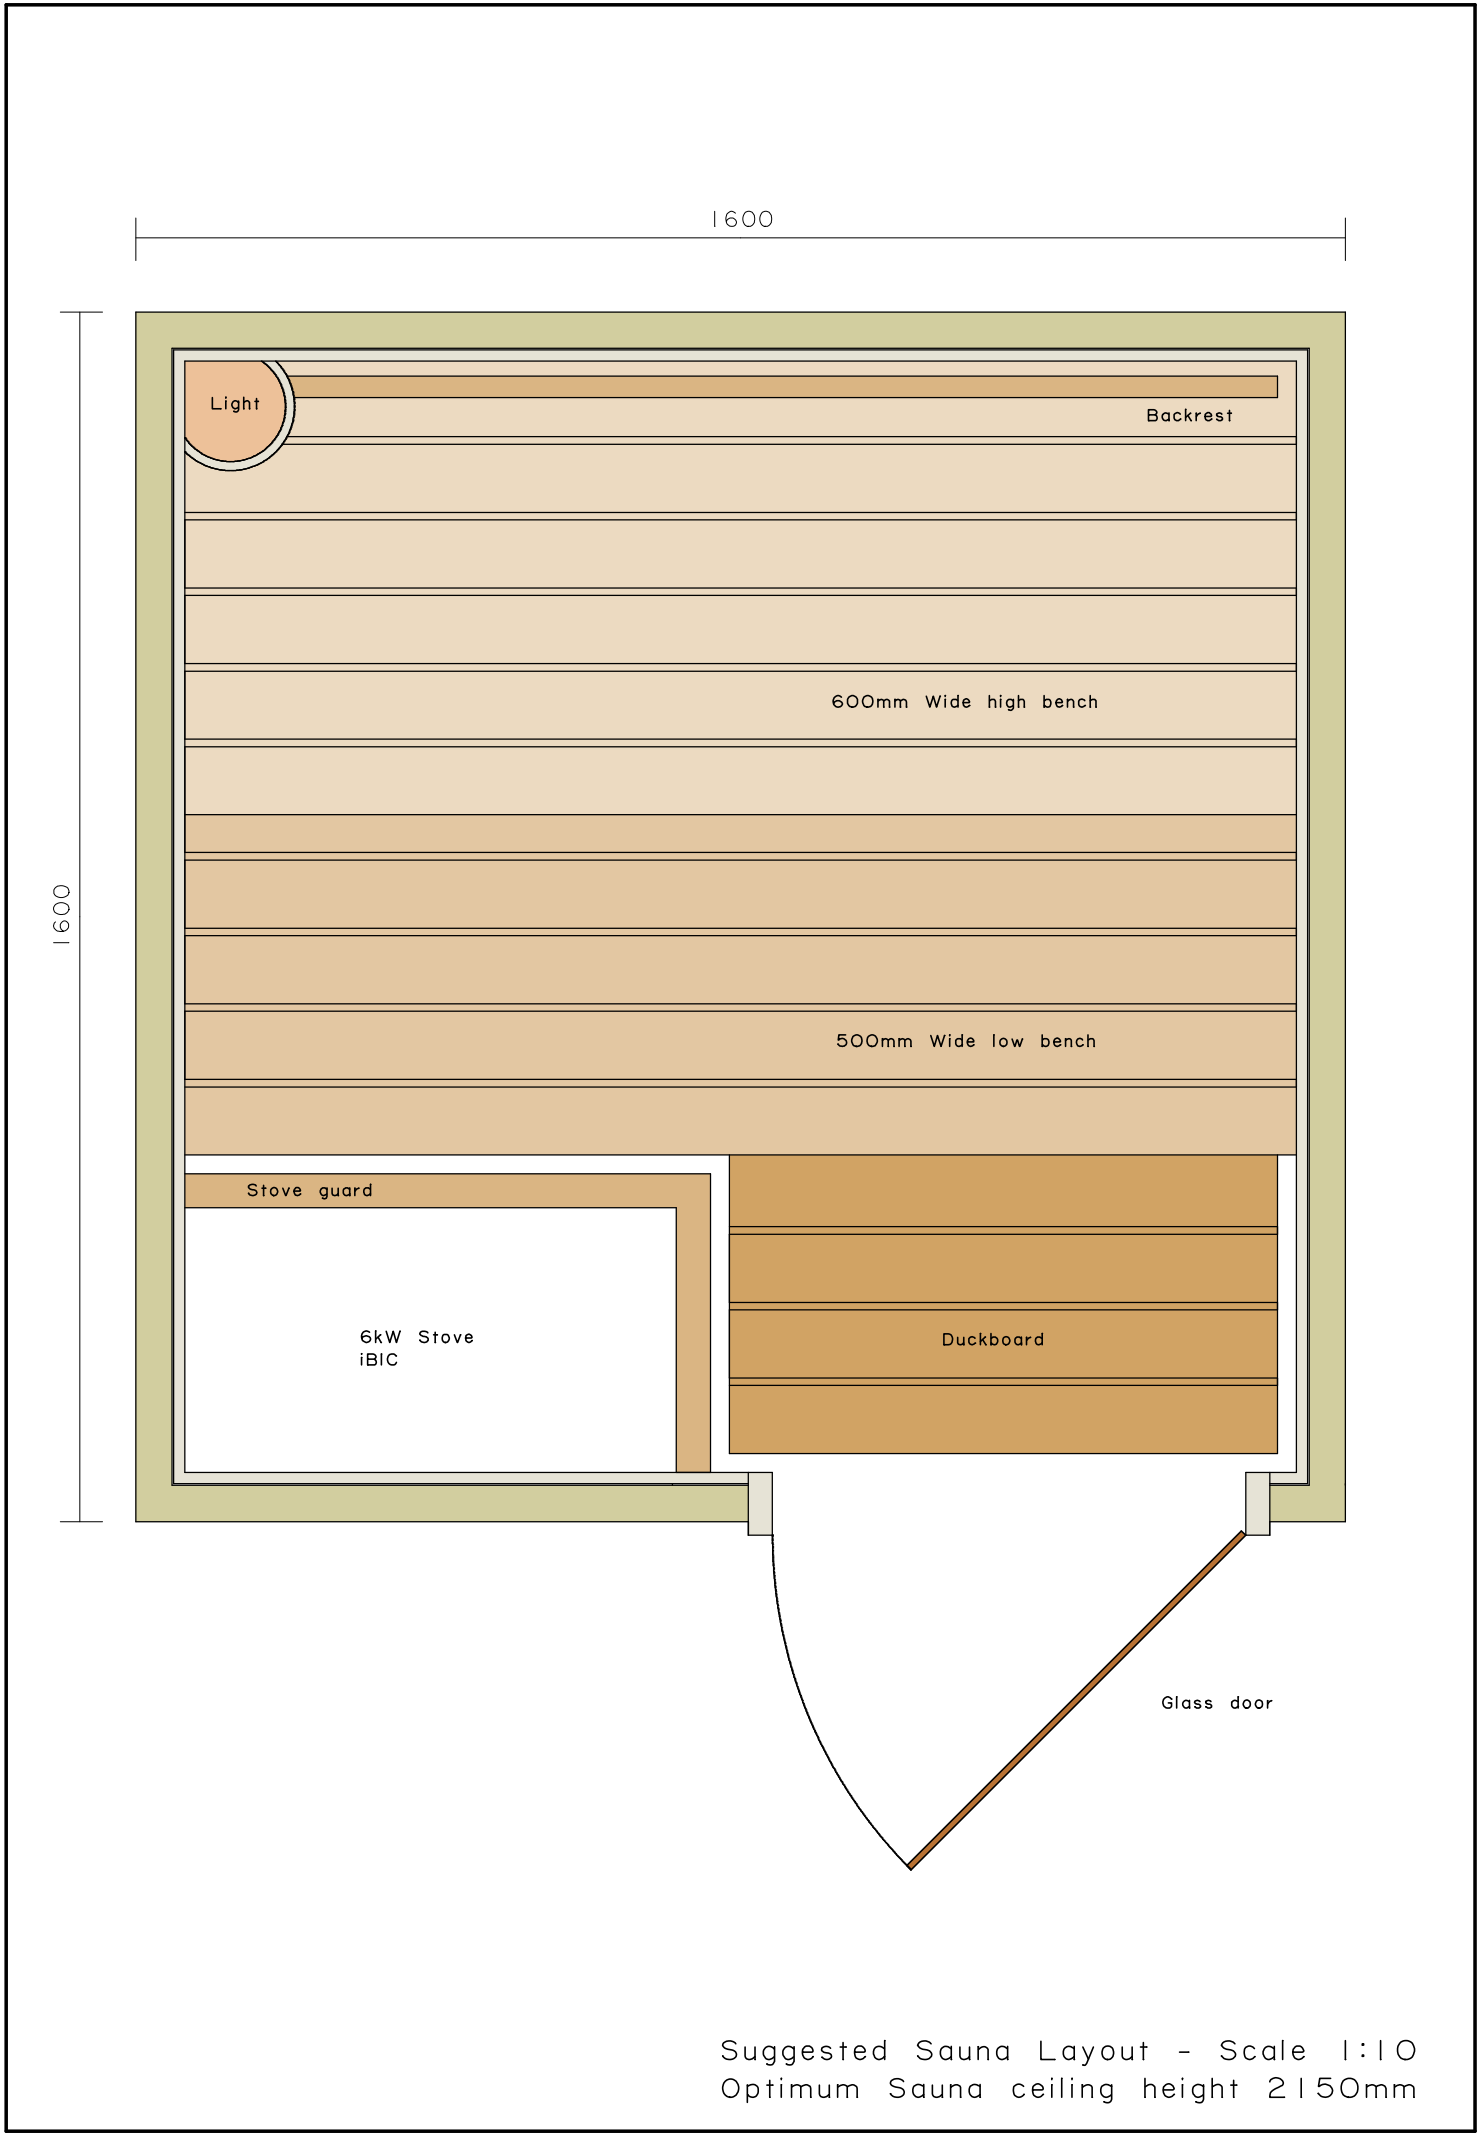 1600
Light
Backrest
600mm Wide high bench
1600
500mm Wide low bench
Stove guard
6kW Stove
iBIC
Duckboard
Glass door
Suggested Sauna Layout - Scale 1:10
Optimum Sauna ceiling height 2150mm